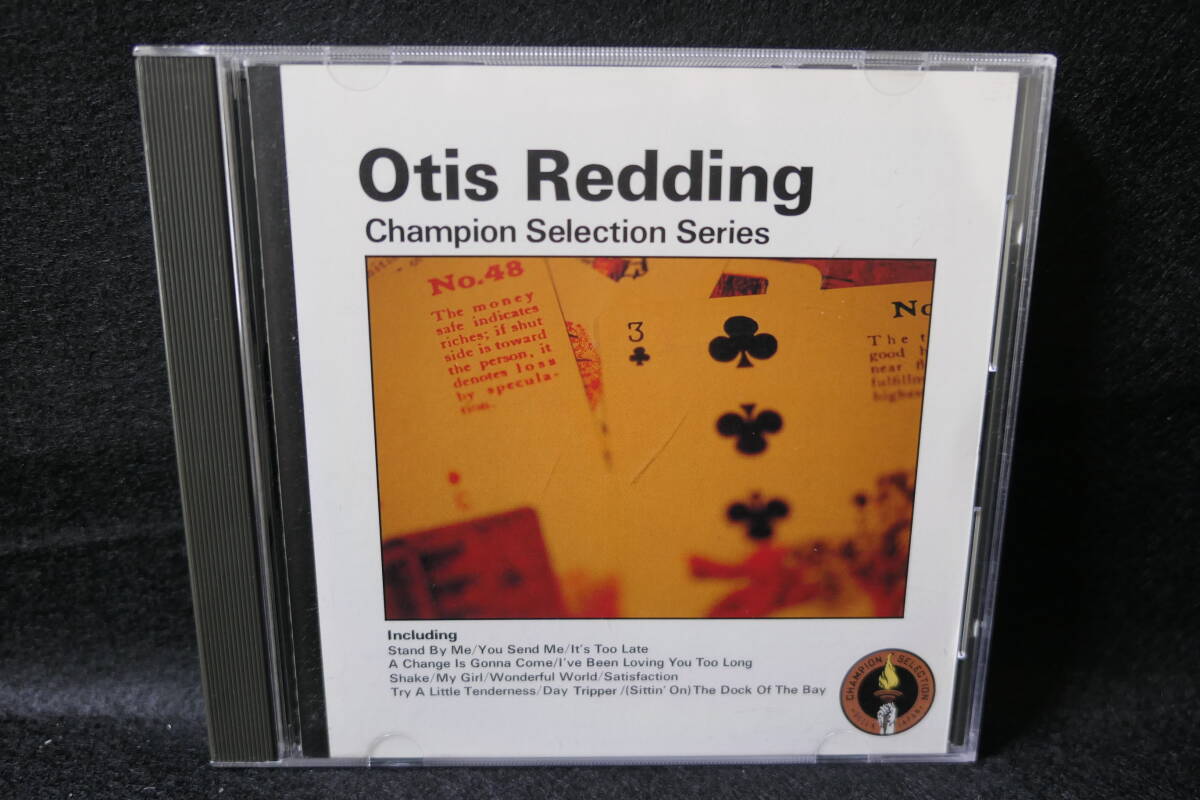 Otis Redding
Champion Selection Series
No.48
The money
safe indicates
riches; if shut
side is toward
the person, it
denotes loss
by specula-
tion.
3
No
The
good
near
fulfillm
highes
Including
Stand By Me/You Send Me/It's Too Late
A Change Is Gonna Come/I've Been Loving You Too Long
Shake/My Girl/Wonderful World/Satisfaction
Try A Little Tenderness/Day Tripper/(Sittin' On)The Dock Of The Bay
CHAMPION SELECTION
JAPAN